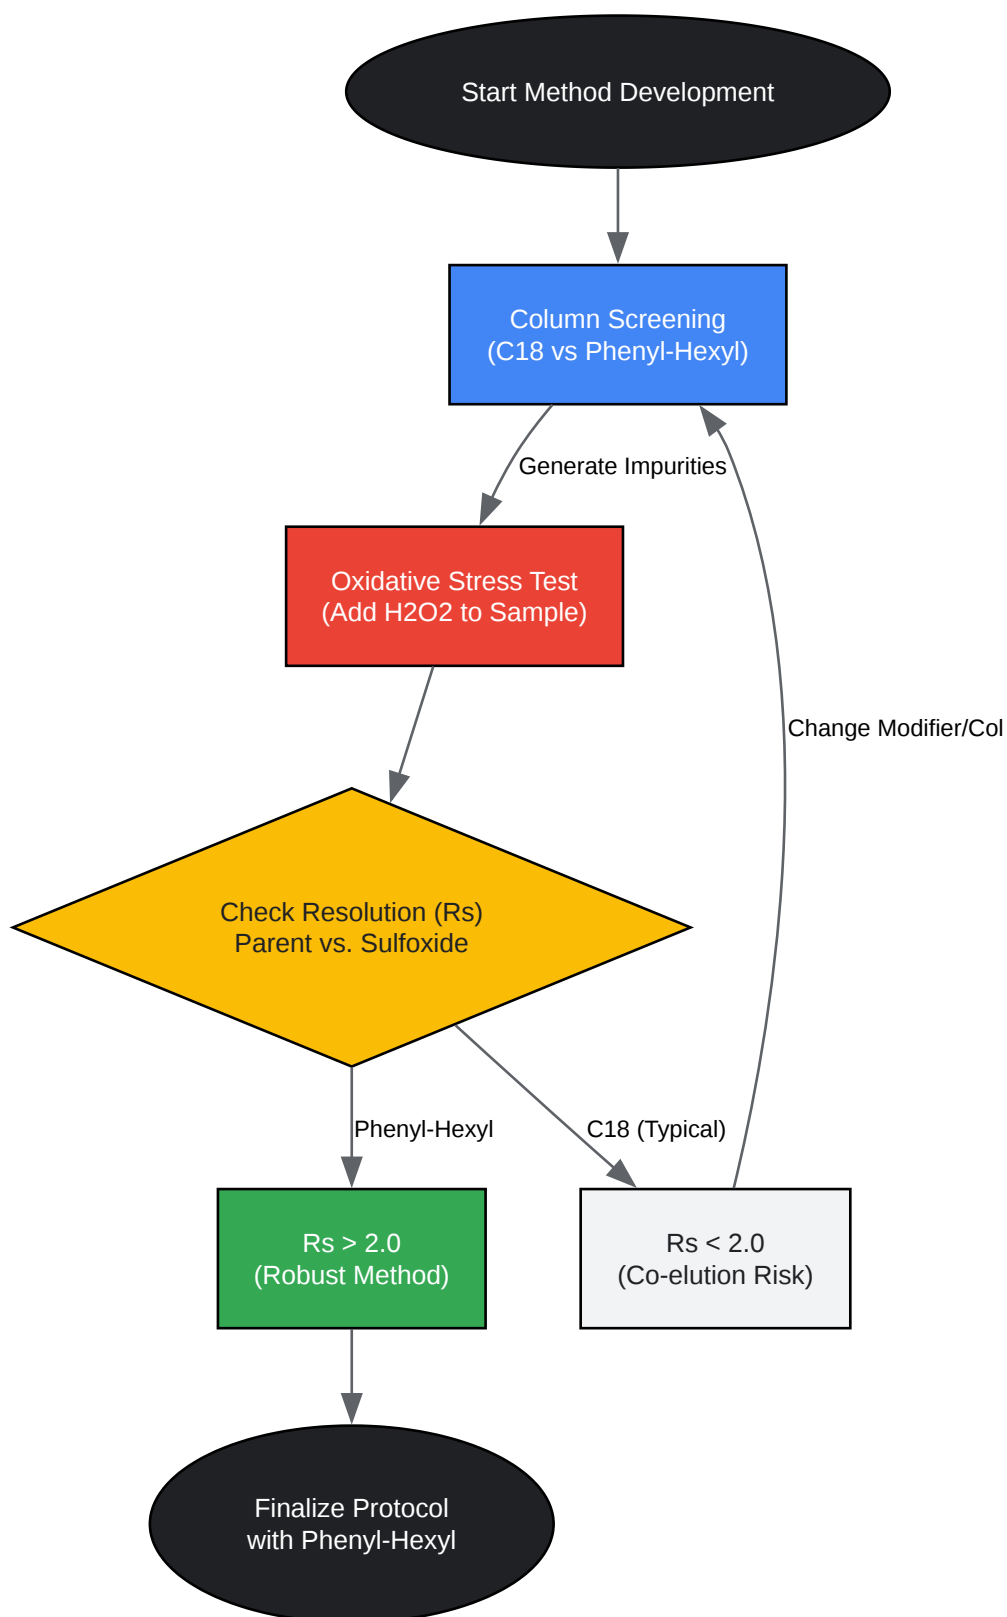 Start Method Development
Column Screening
(C18 vs Phenyl-Hexyl)
Generate Impurities
Oxidative Stress Test
(Add H2O2 to Sample)
Change Modifier/Col
Check Resolution (Rs)
Parent vs. Sulfoxide
Phenyl-Hexyl
C18 (Typical)
Rs > 2.0
(Robust Method)
Rs < 2.0
(Co-elution Risk)
Finalize Protocol
with Phenyl-Hexyl